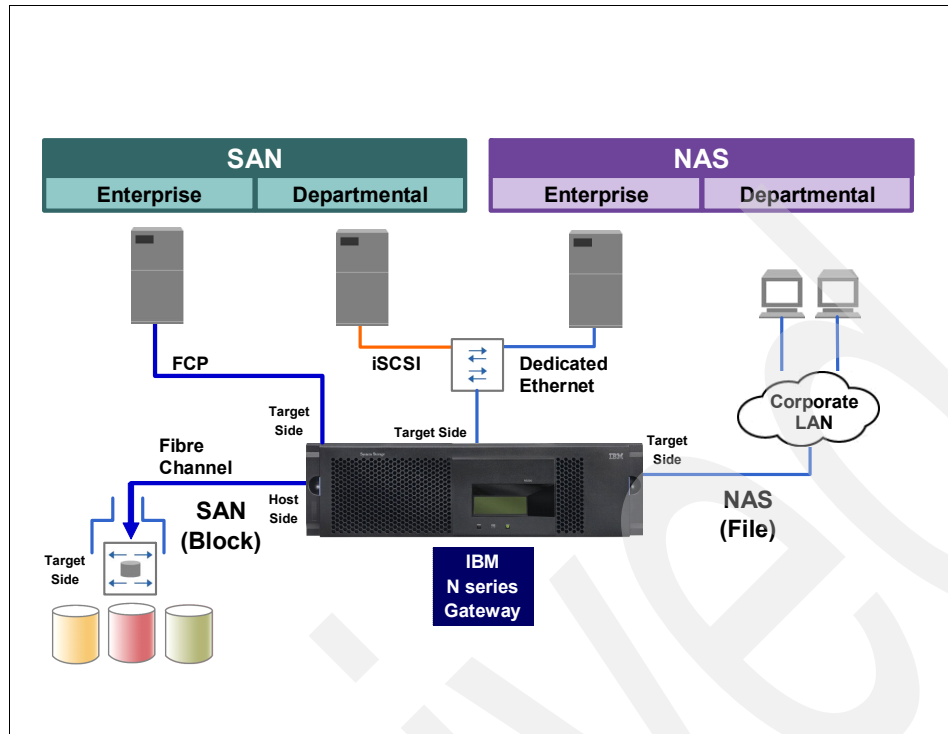 SAN
NAS
Enterprise
Departmental
Enterprise
Departmental
FCP
iSCSI
Dedicated
Ethernet
Corporate
LAN
Target
Side
Target Side
Target
Side
Fibre
Channel
Host
Side
SAN
(Block)
NAS
(File)
Target
Side
IBM
IBM
N series
Gateway